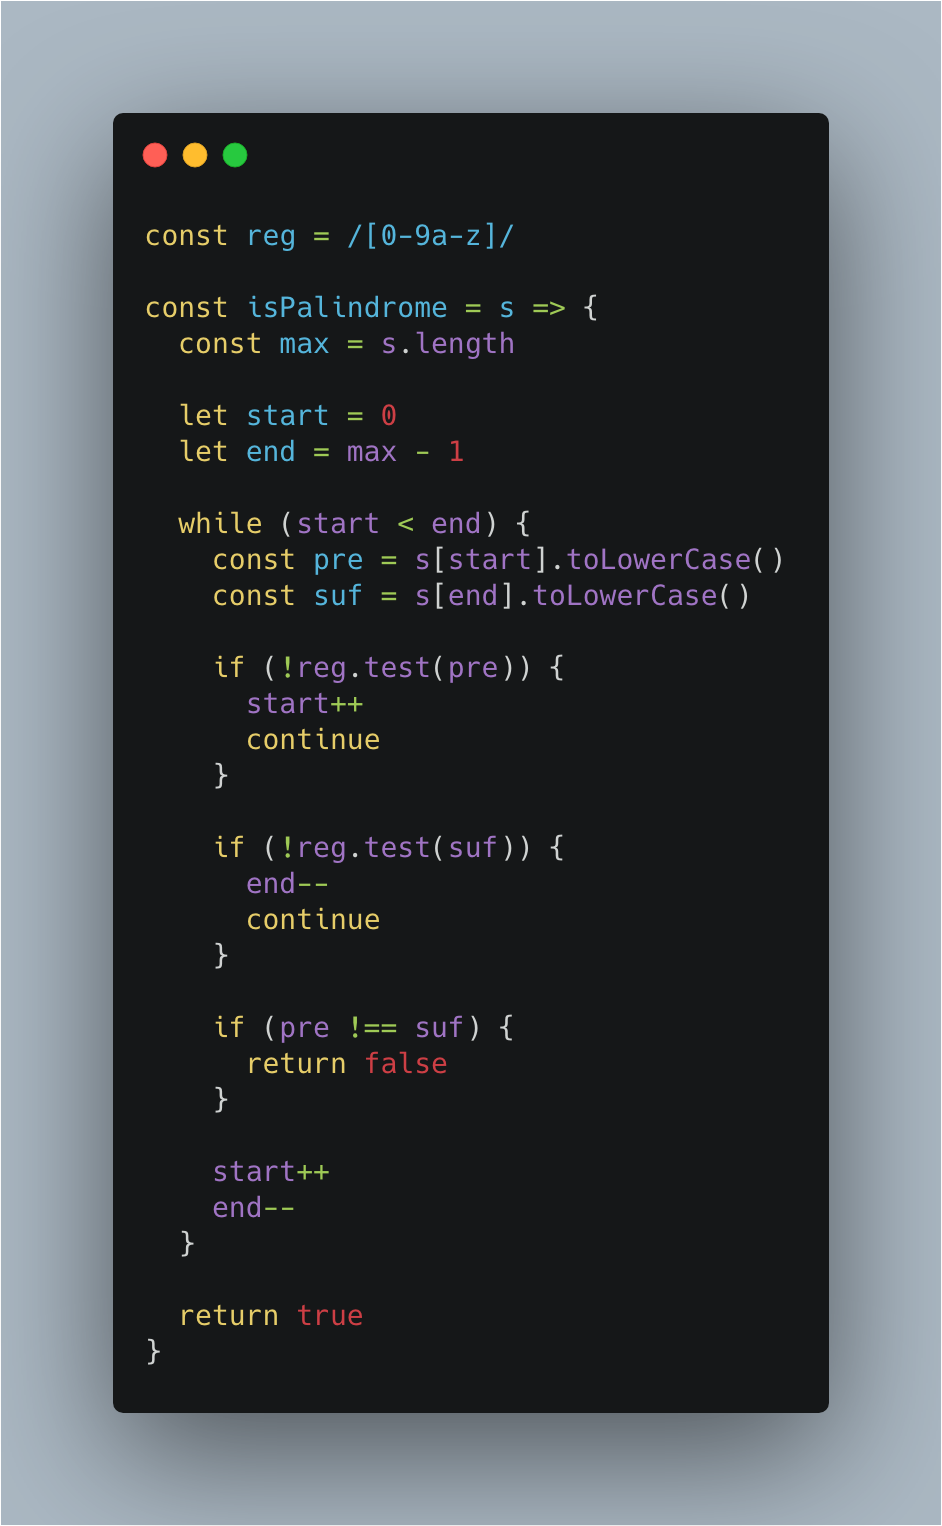 const reg = /[0-9a-z]/
const isPalindrome = s => {
  const max = s.length
  let start = 0
  let end = max - 1
  while (start < end) {
    const pre = s[start].toLowerCase()
    const suf = s[end].toLowerCase()
    if (!reg.test(pre)) {
      start++
      continue
    }
    if (!reg.test(suf)) {
      end--
      continue
    }
    if (pre !== suf) {
      return false
    }
    start++
    end--
  }
  return true
}